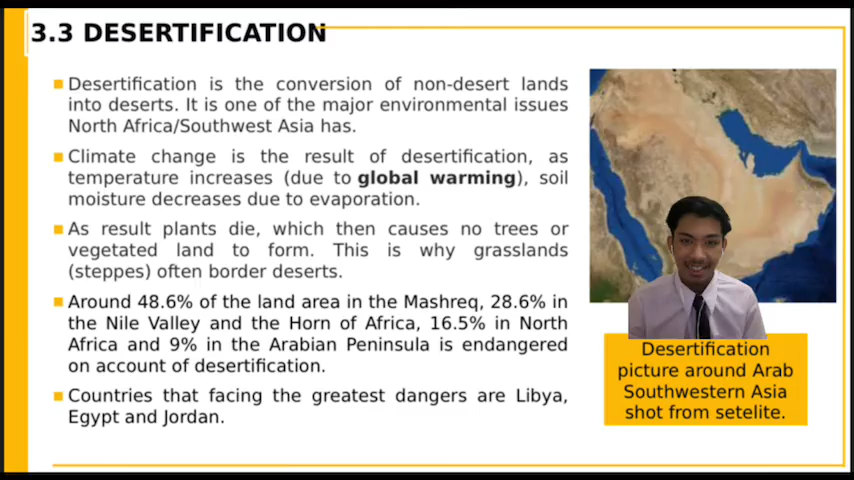 3.3 DESERTIFICATION
Desertification is the conversion of non-desert lands
into deserts. It is one of the major environmental issues
North Africa/Southwest Asia has.
Climate change is the result of desertification, as
temperature increases (due to global warming), soil
moisture decreases due to evaporation.
As result plants die, which then causes no trees or
vegetated land to form. This is why grasslands
(steppes) often border deserts.
Around 48.6% of the land area in the Mashreq, 28.6% in
the Nile Valley and the Horn of Africa, 16.5% in North
Africa and 9% in the Arabian Peninsula is endangered
on account of desertification.
Countries that facing the greatest dangers are Libya,
Egypt and Jordan.
Desertification
picture around Arab
Southwestern Asia
shot from setelite.